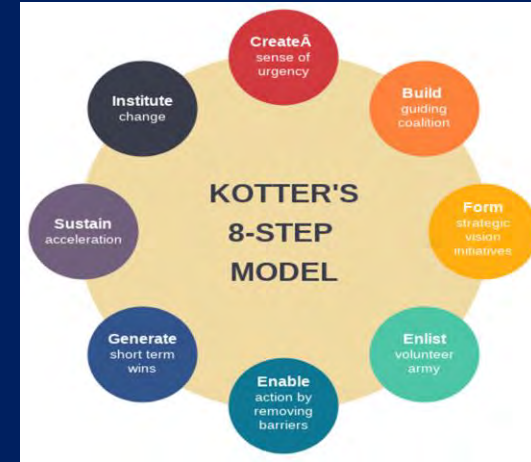 CreateÂ
sense of
urgency
Build
guiding
coalition
Form
strategic
vision
initiatives
Enlist
volunteer
army
Enable
action by
removing
barriers
Generate
short term
wins
Sustain
acceleration
Institute
change
KOTTER'S
8-STEP
MODEL